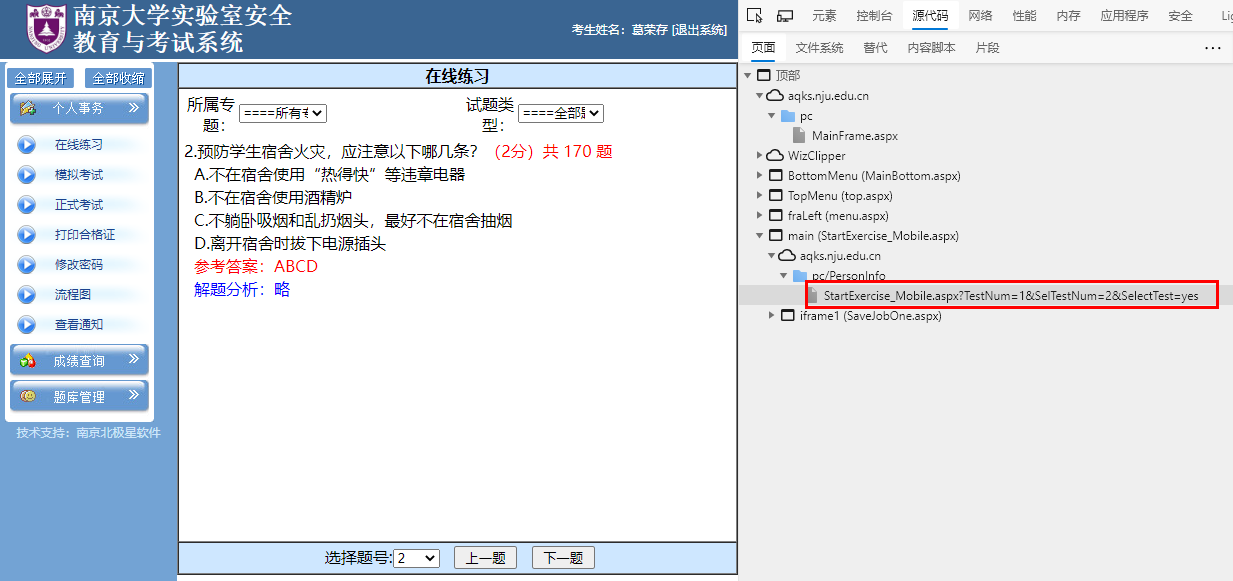 南京大学实验室安全
教育与考试系统
考生姓名：葛荣存 [退出系统]
全部展开 全部收缩
个人事务
在线练习
模拟考试
正式考试
打印合格证
修改密码
流程图
查看通知
成绩查询
题库管理
技术支持：南京北极星软件
在线练习
所属专题： ====所有专
试题类型： ====全部题
2.预防学生宿舍火灾，应注意以下哪几条？（2分）共 170 题
A.不在宿舍使用“热得快”等违章电器
B.不在宿舍使用酒精炉
C.不躺卧吸烟和乱扔烟头，最好不在宿舍抽烟
D.离开宿舍时拔下电源插头
参考答案：ABCD
解题分析：略
选择题号:2 上一题 下一题
元素 控制台 源代码 网络 性能 内存 应用程序 安全 Lig
页面 文件系统 替代 内容脚本 片段
顶部
aqks.nju.edu.cn
pc
MainFrame.aspx
WizClipper
BottomMenu (MainBottom.aspx)
TopMenu (top.aspx)
fraLeft (menu.aspx)
main (StartExercise_Mobile.aspx)
aqks.nju.edu.cn
pc/PersonInfo
StartExercise_Mobile.aspx?TestNum=1&SelTestNum=2&SelectTest=yes
iframe1 (SaveJobOne.aspx)